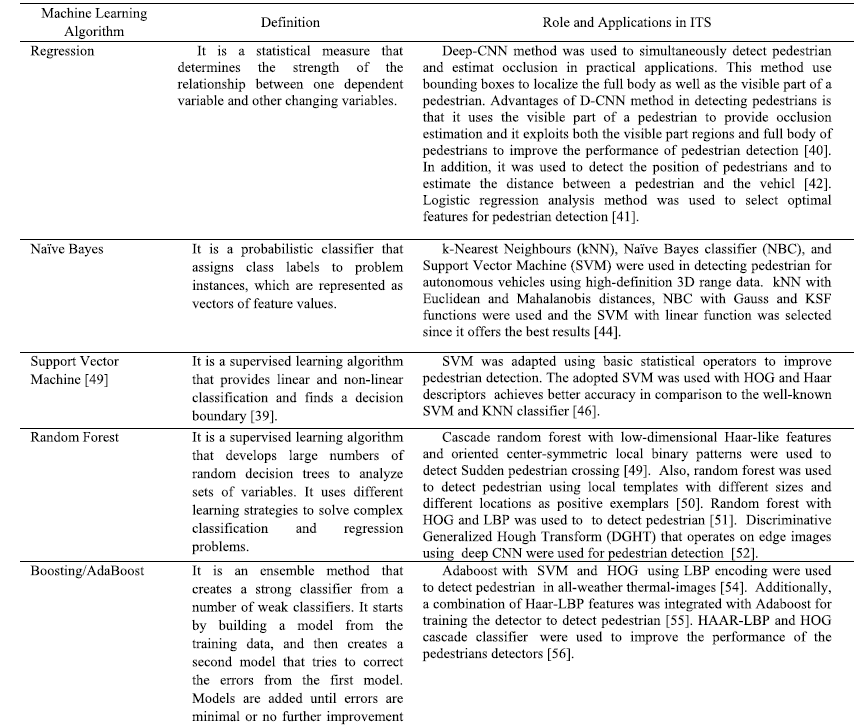 Machine Learning
Algorithm
Definition
Role and Applications in ITS
Regression
It is a statistical measure that
determines the strength of the
relationship between one dependent
variable and other changing variables.
Deep-CNN method was used to simultaneously detect pedestrian
and estimat occlusion in practical applications. This method use
bounding boxes to localize the full body as well as the visible part of a
pedestrian. Advantages of D-CNN method in detecting pedestrians is
that it uses the visible part of a pedestrian to provide occlusion
estimation and it exploits both the visible part regions and full body of
pedestrians to improve the performance of pedestrian detection [40].
In addition, it was used to detect the position of pedestrians and to
estimate the distance between a pedestrian and the vehicl [42].
Logistic regression analysis method was used to select optimal
features for pedestrian detection [41].
Naïve Bayes
It is a probabilistic classifier that
assigns class labels to problem
instances, which are represented as
vectors of feature values.
k-Nearest Neighbours (kNN), Naïve Bayes classifier (NBC), and
Support Vector Machine (SVM) were used in detecting pedestrian for
autonomous vehicles using high-definition 3D range data. kNN with
Euclidean and Mahalanobis distances, NBC with Gauss and KSF
functions were used and the SVM with linear function was selected
since it offers the best results [44].
Support Vector
Machine [49]
It is a supervised learning algorithm
that provides linear and non-linear
classification and finds a decision
boundary [39].
SVM was adapted using basic statistical operators to improve
pedestrian detection. The adopted SVM was used with HOG and Haar
descriptors achieves better accuracy in comparison to the well-known
SVM and KNN classifier [46].
Random Forest
It is a supervised learning algorithm
that develops large numbers of
random decision trees to analyze
sets of variables. It uses different
learning strategies to solve complex
classification and regression
problems.
Cascade random forest with low-dimensional Haar-like features
and oriented center-symmetric local binary patterns were used to
detect Sudden pedestrian crossing [49]. Also, random forest was used
to detect pedestrian using local templates with different sizes and
different locations as positive exemplars [50]. Random forest with
HOG and LBP was used to to detect pedestrian [51]. Discriminative
Generalized Hough Transform (DGHT) that operates on edge images
using deep CNN were used for pedestrian detection [52].
Boosting/AdaBoost
It is an ensemble method that
creates a strong classifier from a
number of weak classifiers. It starts
by building a model from the
training data, and then creates a
second model that tries to correct
the errors from the first model.
Models are added until errors are
minimal or no further improvement
Adaboost with SVM and HOG using LBP encoding were used
to detect pedestrian in all-weather thermal-images [54]. Additionally,
a combination of Haar-LBP features was integrated with Adaboost for
training the detector to detect pedestrian [55]. HAAR-LBP and HOG
cascade classifier were used to improve the performance of the
pedestrians detectors [56].